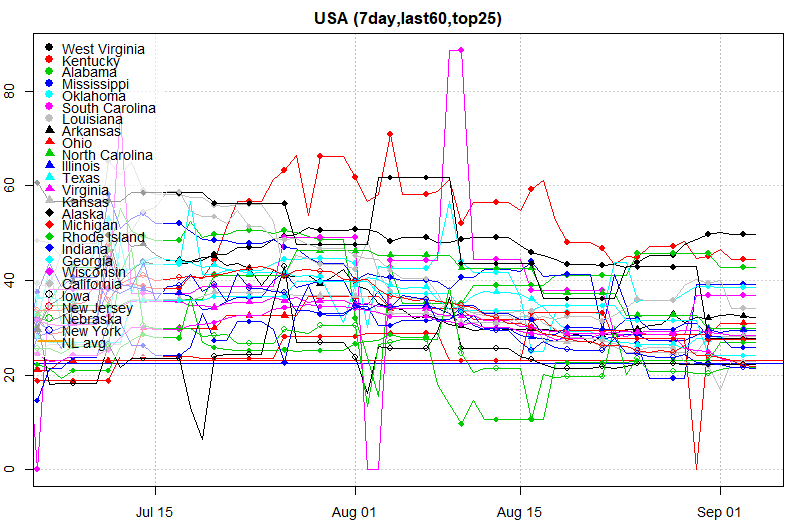 USA (7day,last60,top25)
80
60
40
20
0
West Virginia
Kentucky
Alabama
Mississippi
Oklahoma
South Carolina
Louisiana
Arkansas
Ohio
North Carolina
Illinois
Texas
Virginia
Kansas
Alaska
Michigan
Rhode Island
Indiana
Georgia
Wisconsin
California
Iowa
New Jersey
Nebraska
New York
NL avg
Jul 15
Aug 01
Aug 15
Sep 01